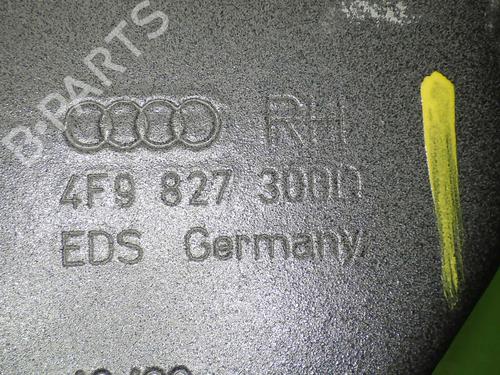 B-PARTS
RH
4F9 827 300D
EDS Germany.